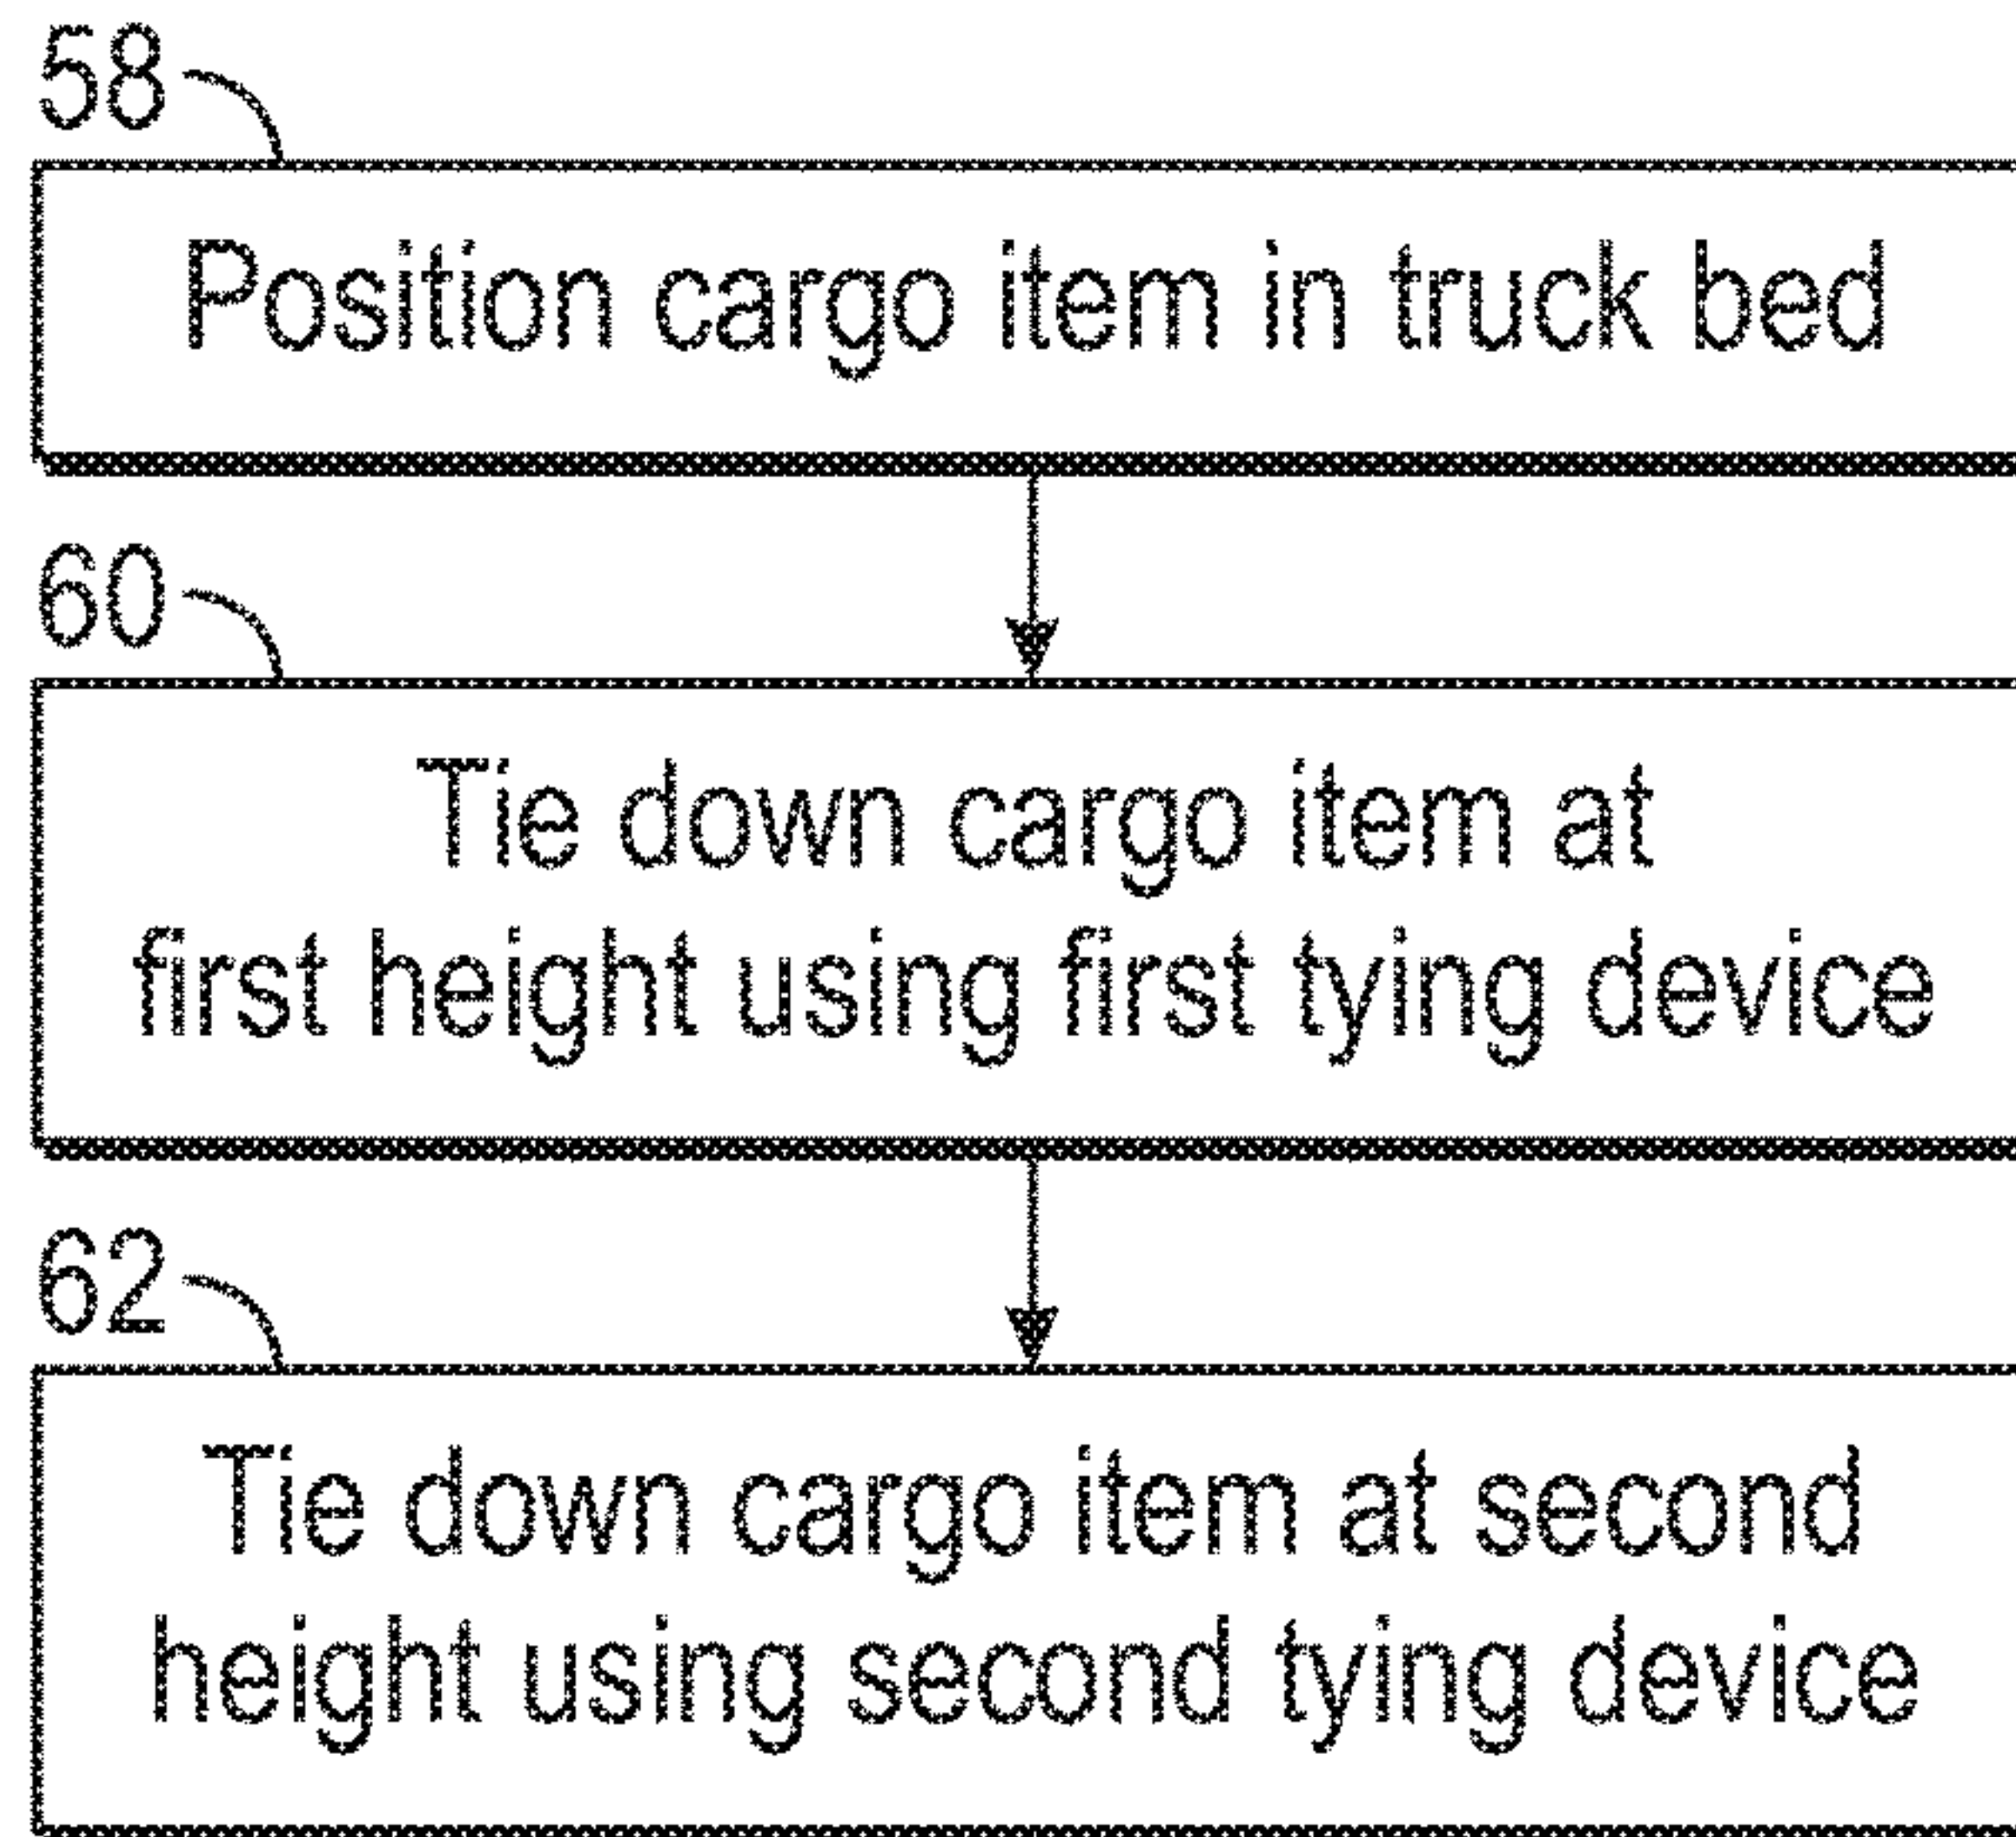 58
Position cargo item in truck bed
60
Tie down cargo item at
first height using first tying device
62
Tie down cargo item at second
height using second tying device